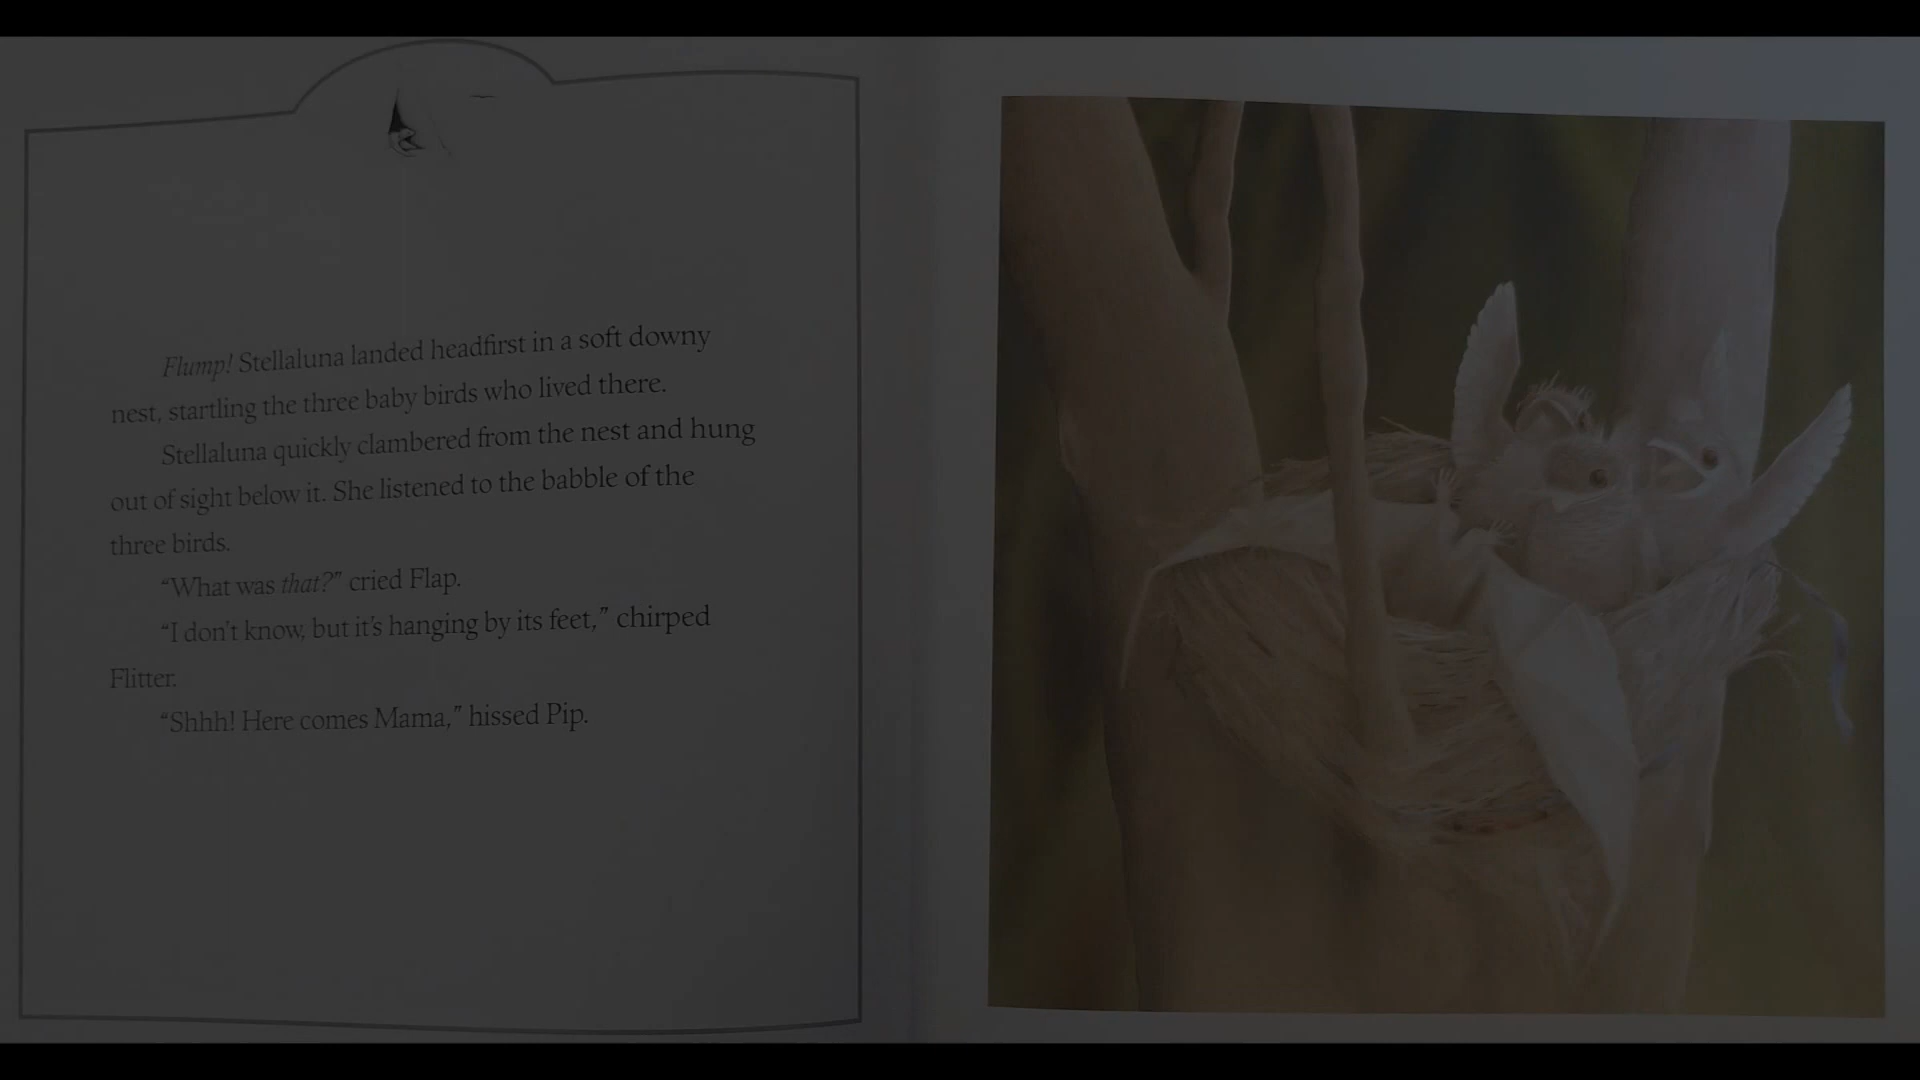 Flump! Stellaluna landed headfirst in a soft downy
nest, startling the three baby birds who lived there.
Stellaluna quickly clambered from the nest and hung
out of sight below it. She listened to the babble of the
three birds.
“What was that?” cried Flap.
“I don't know, but it's hanging by its feet,” chirped
Flitter.
“Shhh! Here comes Mama,” hissed Pip.